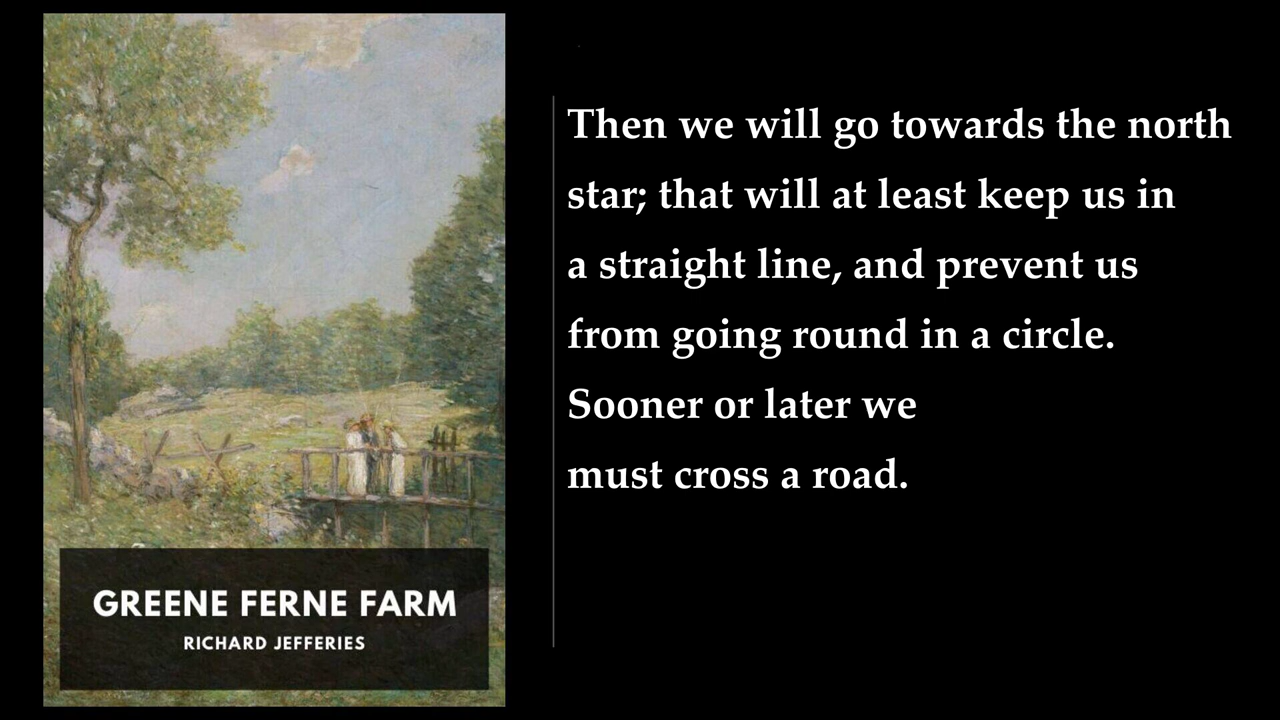 Then we will go towards the north
star; that will at least keep us in
a straight line, and prevent us
from going round in a circle.
Sooner or later we
must cross a road.
GREENE FERNE FARM
RICHARD JEFFERIES